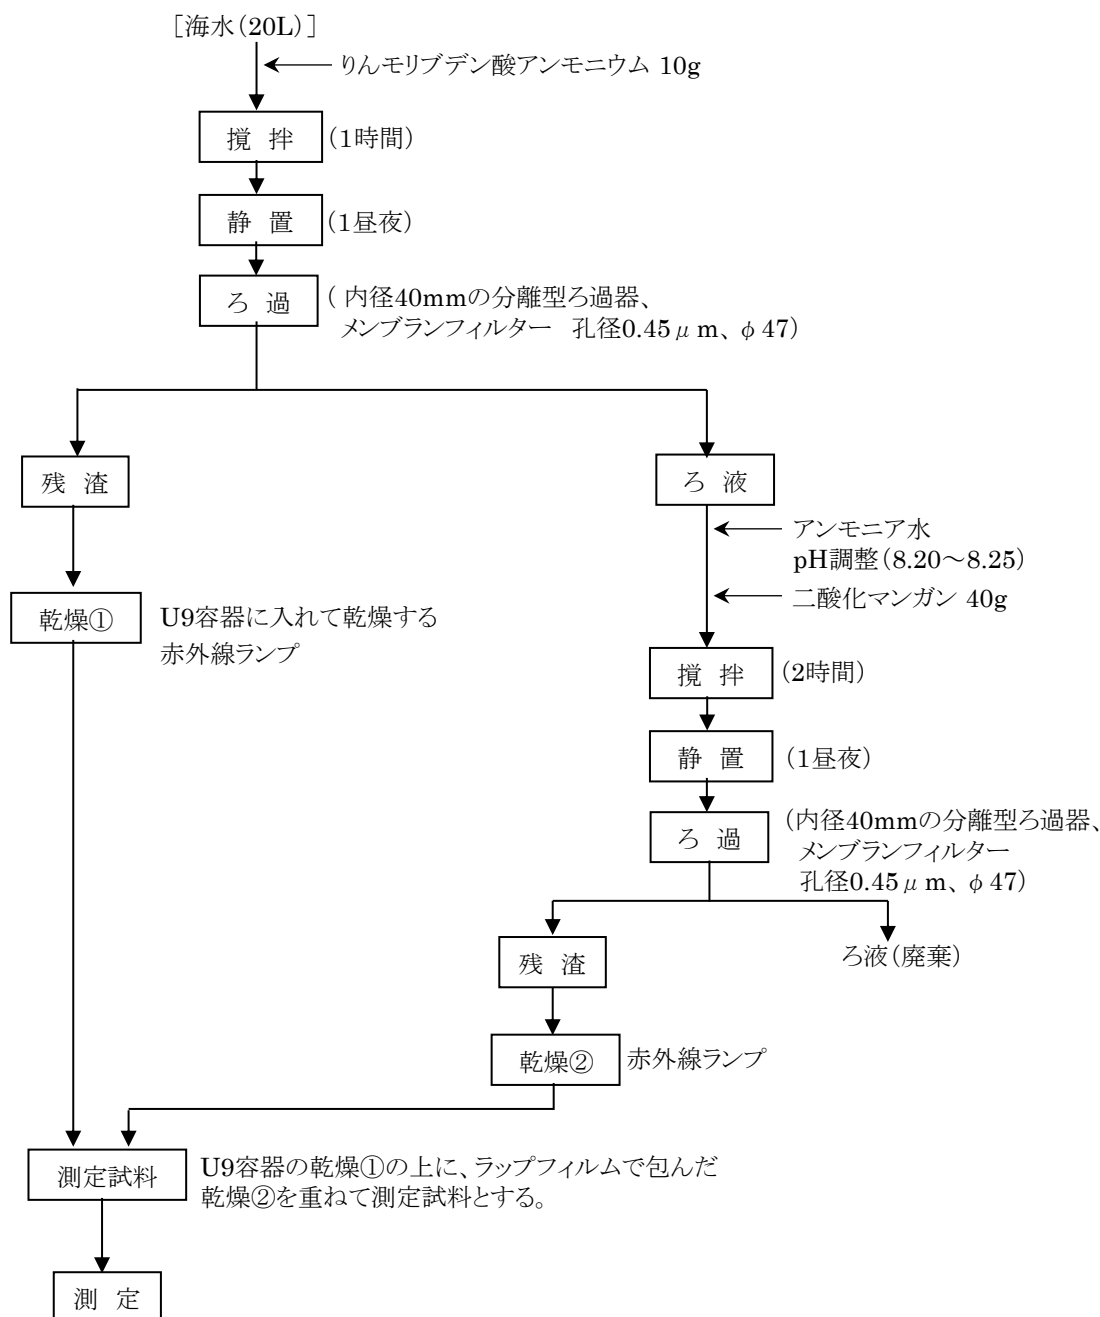 [海水(20L)]
りんモリブデン酸アンモニウム 10g
撹 拌
(1時間)
静 置
(1昼夜)
ろ 過
( 内径40mmの分離型ろ過器、
メンブランフィルター 孔径0.45μm、φ47)
残 渣
乾燥①
U9容器に入れて乾燥する
赤外線ランプ
ろ 液
アンモニア水
pH調整(8.20~8.25)
二酸化マンガン 40g
撹 拌
(2時間)
静 置
(1昼夜)
ろ 過
(内径40mmの分離型ろ過器、
メンブランフィルター
孔径0.45μm、φ47)
残 渣
ろ液(廃棄)
乾燥②
赤外線ランプ
測定試料
U9容器の乾燥①の上に、ラップフィルムで包んだ
乾燥②を重ねて測定試料とする。
測 定